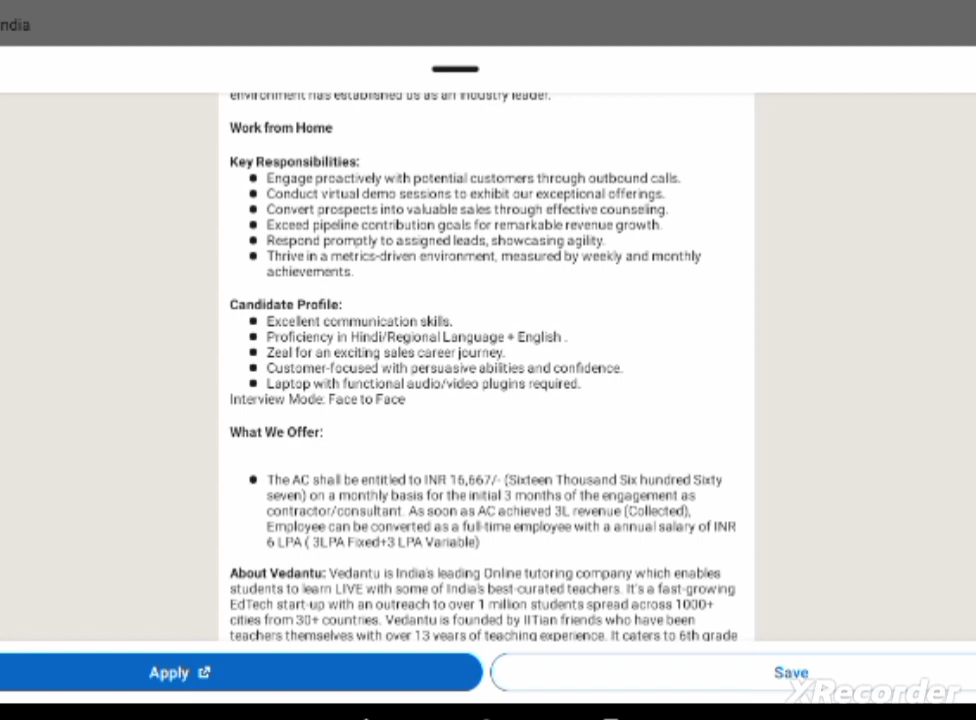 ndia
environment has established us as an industry leader.
Work from Home
Key Responsibilities:
● Engage proactively with potential customers through outbound calls.
● Conduct virtual demo sessions to exhibit our exceptional offerings.
● Convert prospects into valuable sales through effective counseling.
● Exceed pipeline contribution goals for remarkable revenue growth.
● Respond promptly to assigned leads, showcasing agility.
● Thrive in a metrics-driven environment, measured by weekly and monthly
achievements.
Candidate Profile:
● Excellent communication skills.
● Proficiency in Hindi/Regional Language + English .
● Zeal for an exciting sales career journey.
● Customer-focused with persuasive abilities and confidence.
● Laptop with functional audio/video plugins required.
Interview Mode: Face to Face
What We Offer:
● The AC shall be entitled to INR 16,667/- (Sixteen Thousand Six hundred Sixty
seven) on a monthly basis for the initial 3 months of the engagement as
contractor/consultant. As soon as AC achieved 3L revenue (Collected),
Employee can be converted as a full-time employee with a annual salary of INR
6 LPA ( 3LPA Fixed+3 LPA Variable)
About Vedantu: Vedantu is India's leading Online tutoring company which enables
students to learn LIVE with some of India's best-curated teachers. It's a fast-growing
EdTech start-up with an outreach to over 1 million students spread across 1000+
cities from 30+ countries. Vedantu is founded by IITian friends who have been
teachers themselves with over 13 years of teaching experience. It caters to 6th grade
Apply
Save
XRecorder